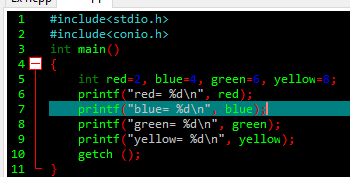 1 #include<stdio.h>
2 #include<conio.h>
3 int main()
4 {
5 int red=2, blue=4, green=6, yellow=8;
6 printf("red= %d\n", red);
7 printf("blue= %d\n", blue);
8 printf("green= %d\n", green);
9 printf("yellow= %d\n", yellow);
10 getch ();
11 }